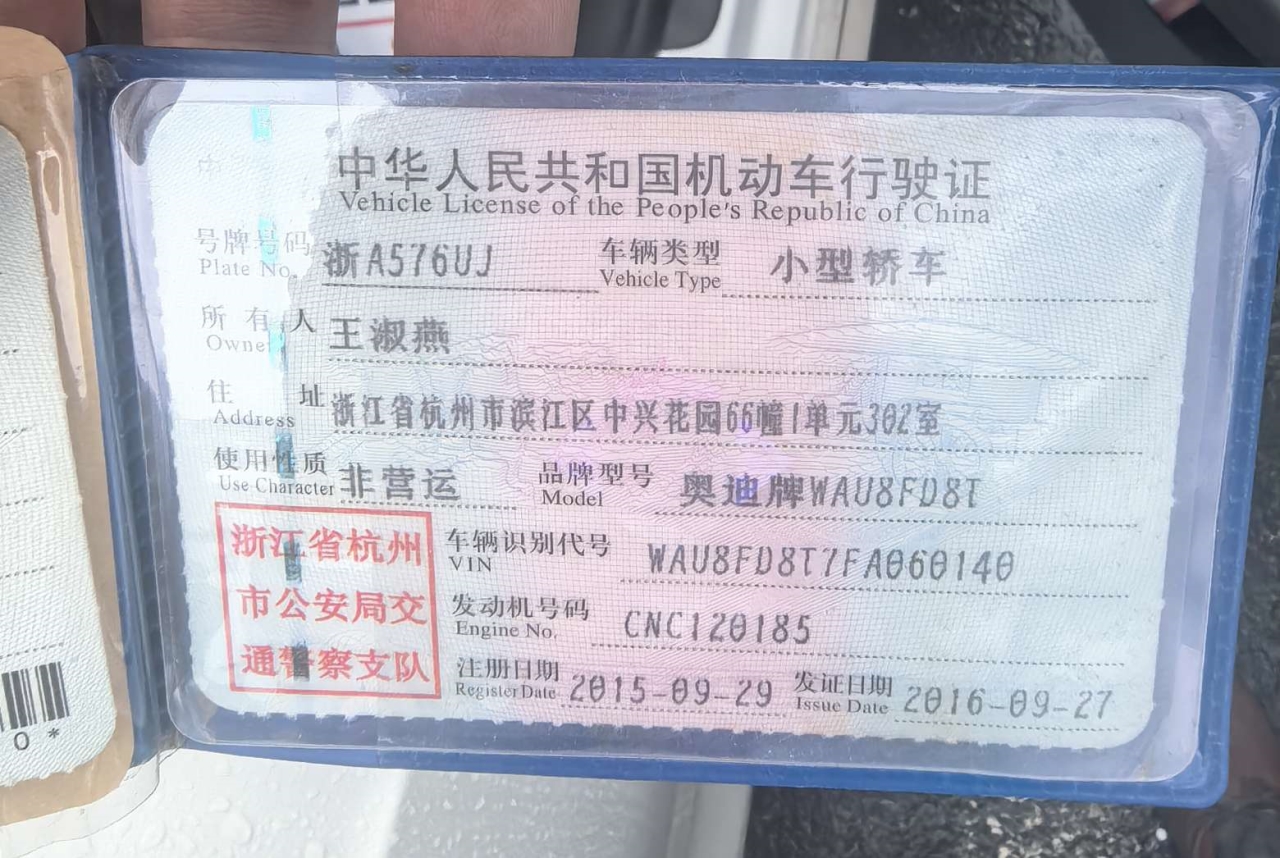 中华人民共和国机动车行驶证
Vehicle License of the People's Republic of China
号牌号码 浙A576UJ 车辆类型 小型轿车
Plate No. Vehicle Type
所有人 王淑燕
Owner
住址 浙江省杭州市滨江区中兴花园66幢1单元302室
Address
使用性质 非营运 品牌型号 奥迪牌WAU8FD8T
Use Character Model
浙江省杭州
市公安局交
通警察支队
车辆识别代号 WAU8FD8T7FA060140
VIN
发动机号码 CNC120185
Engine No.
注册日期 2015-09-29 发证日期 2016-09-27
Register Date Issue Date
0*